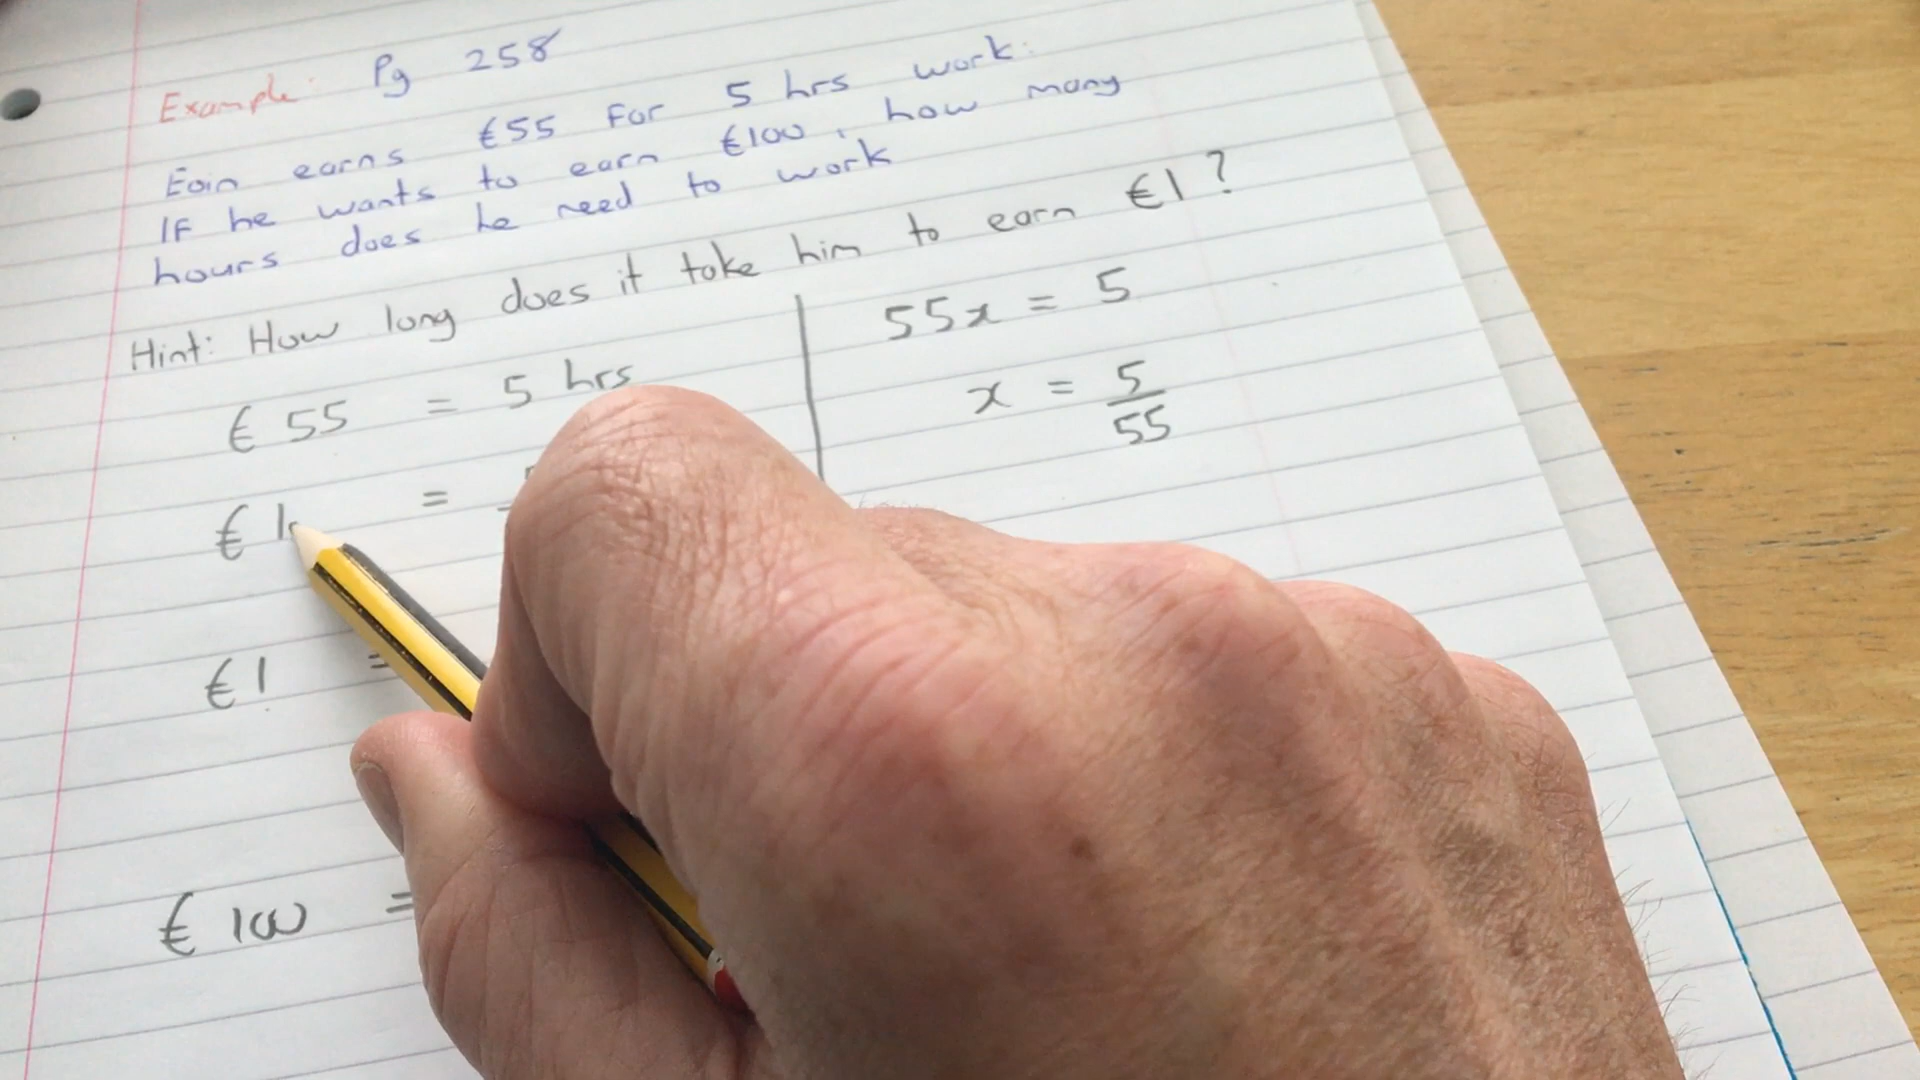 Example: Pg 258
Eoin earns €55 For 5 hrs work.
IF he wants to earn €100, how many
hours does he need to work
Hint: How long does it take him to earn €1?
€55 = 5 hrs
€1 =
€1 =
€100 =
55x = 5
x = 5/55